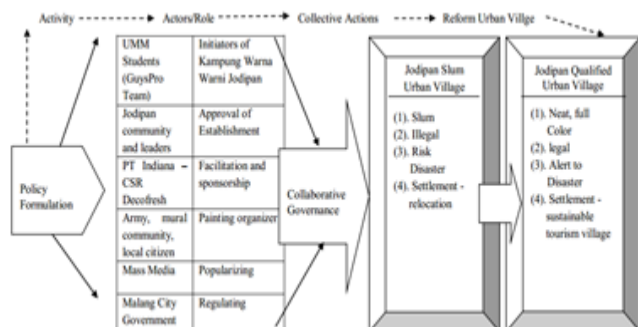 Activity
Actors/Role
Collective Actions
Reform Urban Villge
Policy
Formulation
UMM
Students
(GuysPro
Team)
Initiators of
Kampung Warna
Warni Jodipan
Jodipan
community
and leaders
Approval of
Establishment
PT Indiana –
CSR
Decofresh
Facilitation and
sponsorship
Army, mural
community,
local citizen
Painting organizer
Mass Media
Popularizing
Malang City
Government
Regulating
Collaborative
Governance
Jodipan Slum
Urban Village
(1). Slum
(2). Illegal
(3). Risk
Disaster
(4). Settlement -
relocation
Jodipan Qualified
Urban Village
(1). Neat, full
Color
(2). legal
(3). Alert to
Disaster
(4). Settlement -
sustainable
tourism village